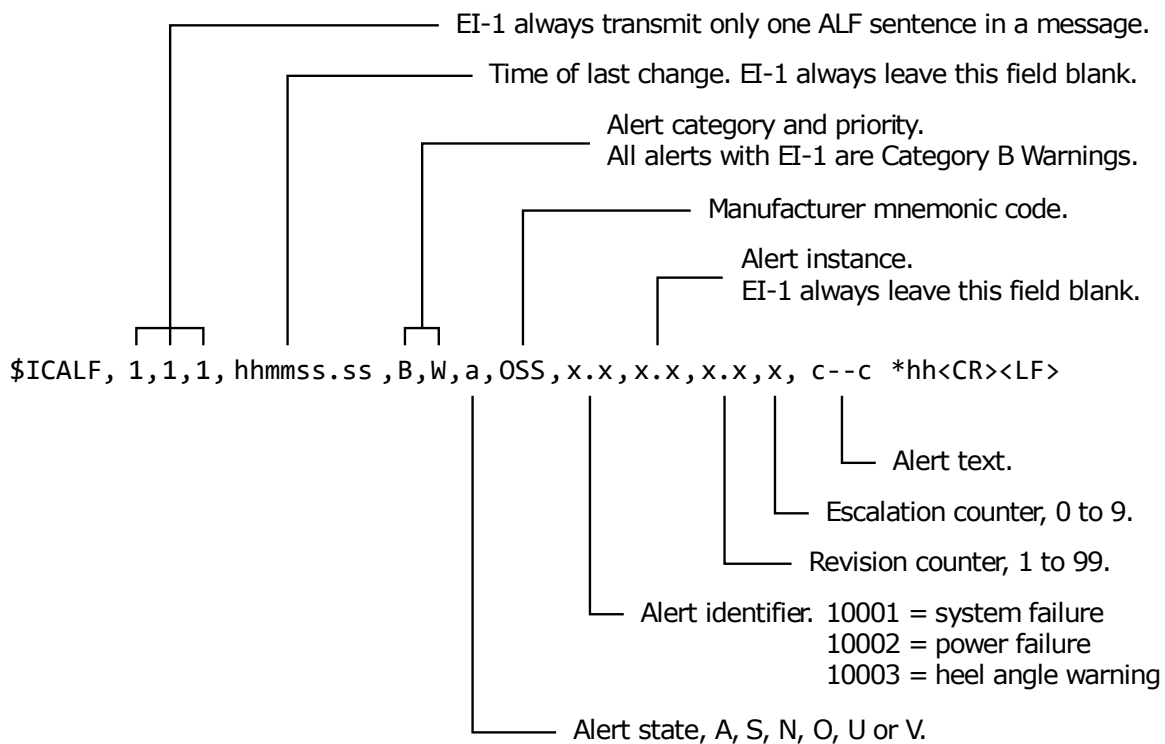 EI-1 always transmit only one ALF sentence in a message.
Time of last change. EI-1 always leave this field blank.
Alert category and priority.
All alerts with EI-1 are Category B Warnings.
Manufacturer mnemonic code.
Alert instance.
EI-1 always leave this field blank.
$ICALF, 1,1,1, hhmmss.ss ,B,W,a,OSS,x.x,x.x,x.x,x, c--c *hh<CR><LF>
Alert text.
Escalation counter, 0 to 9.
Revision counter, 1 to 99.
Alert identifier. 10001 = system failure
10002 = power failure
10003 = heel angle warning
Alert state, A, S, N, O, U or V.